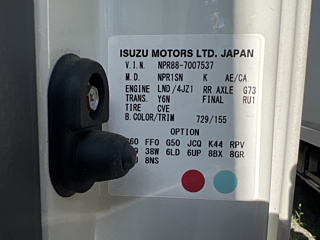 ISUZU MOTORS LTD. JAPAN
V.I.N. NPR88-7007537
M.D. NPR1SN K AE/CA
ENGINE LND/4JZ1 RR AXLE G73
TRANS. Y6N FINAL RU1
TIRE CVE
B.COLOR/TRIM 729/155
OPTION
FFO G50 JCQ K44 RPV
38W 6LD 6UP 8BX 8GR
8NS